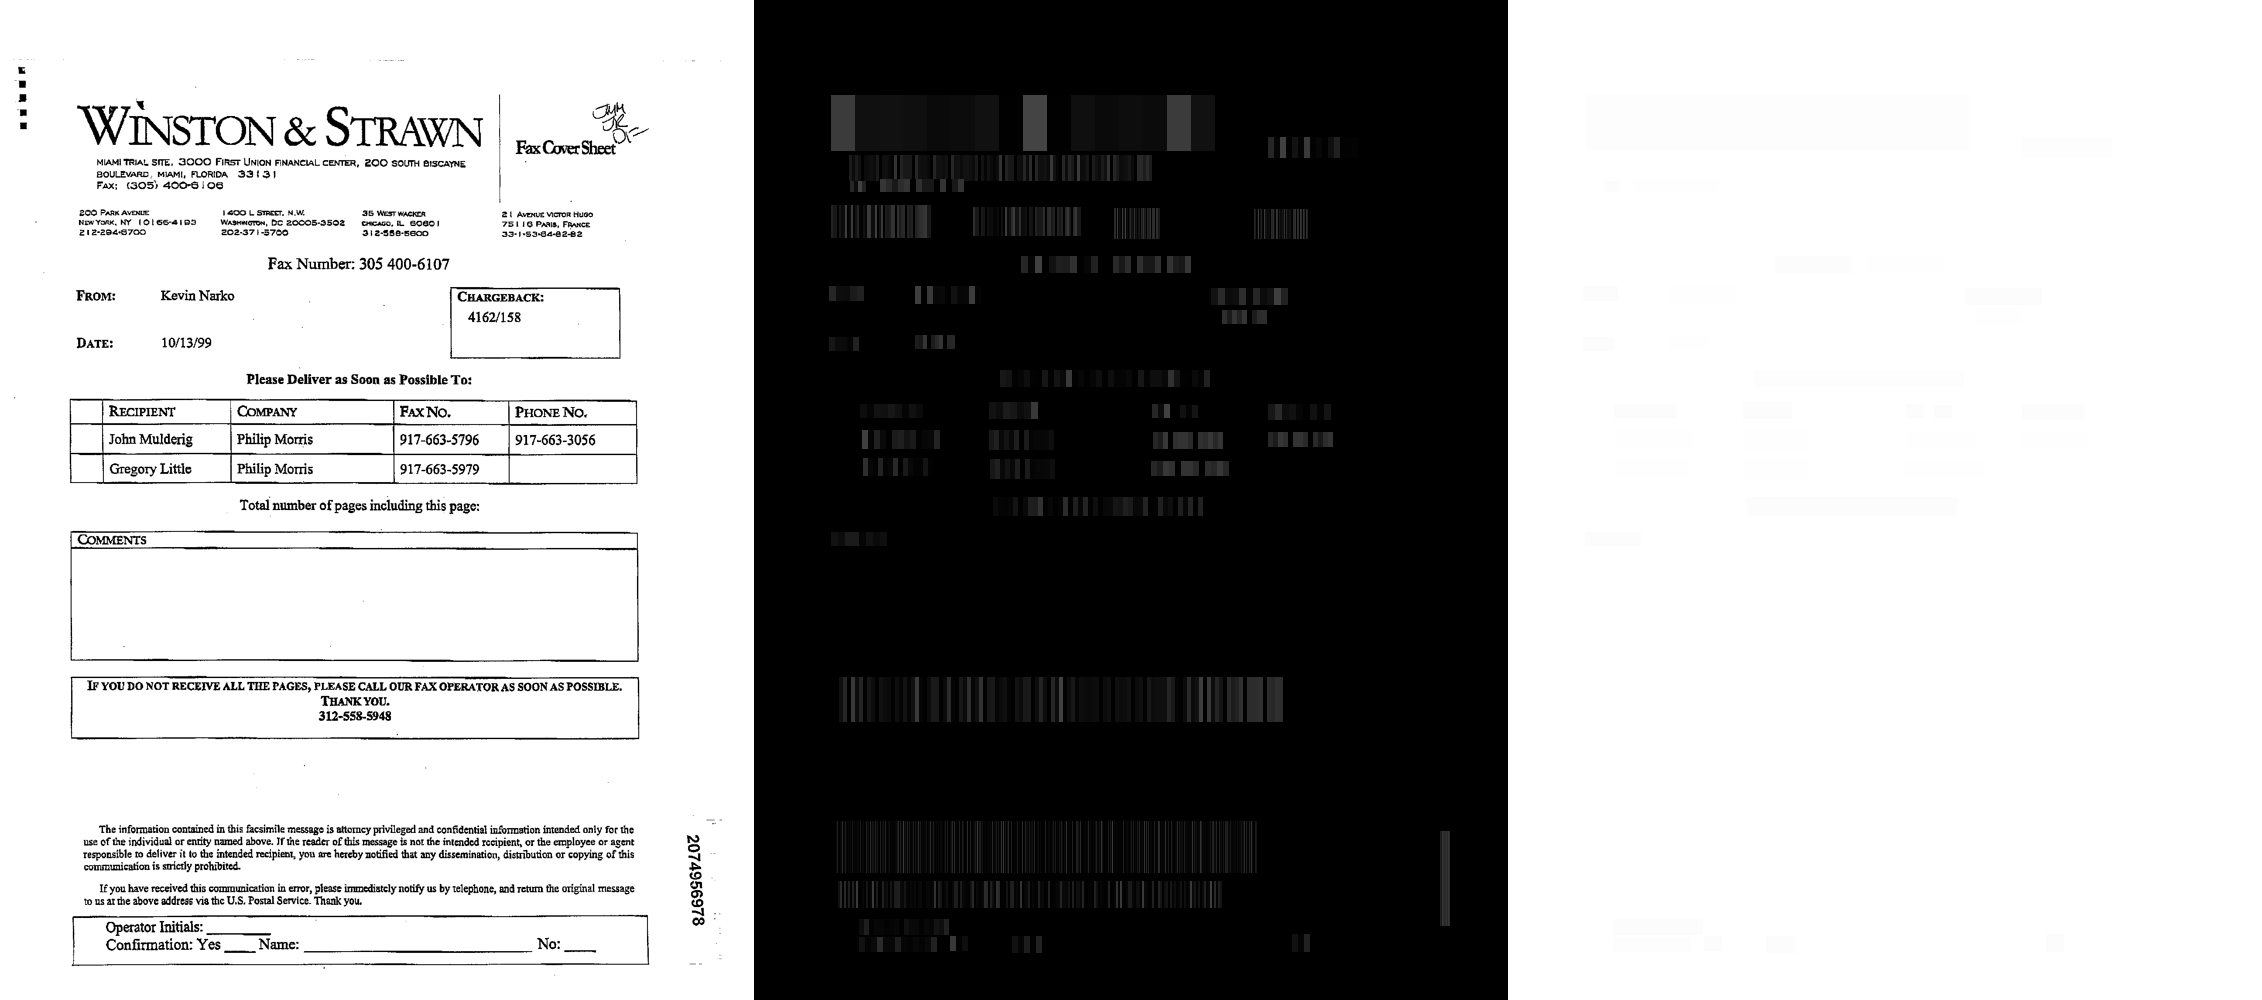 WINSTON & STRAWN
Fax Cover Sheet
MIAMI TRIAL SITE, 3000 FIRST UNION FINANCIAL CENTER, 200 SOUTH BISCAYNE
BOULEVARD, MIAMI, FLORIDA 33131
FAX: (305) 400-6106
200 PARK AVENUE
NEW YORK, NY 10166-4193
212-294-6700
1400 L STREET, N.W.
WASHINGTON, DC 20005-3502
202-371-5700
35 WEST WACKER
CHICAGO, IL 60601
312-558-5600
21 AVENUE VICTOR HUGO
75116 PARIS, FRANCE
33-1-53-64-82-82
Fax Number: 305 400-6107
FROM: Kevin Narko
CHARGEBACK:
4162/158
DATE: 10/13/99
Please Deliver as Soon as Possible To:
RECIPIENT COMPANY FAX NO. PHONE NO.
John Mulderig Philip Morris 917-663-5796 917-663-3056
Gregory Little Philip Morris 917-663-5979
Total number of pages including this page:
COMMENTS
IF YOU DO NOT RECEIVE ALL THE PAGES, PLEASE CALL OUR FAX OPERATOR AS SOON AS POSSIBLE.
THANK YOU.
312-558-5948
The information contained in this facsimile message is attorney privileged and confidential information intended only for the
use of the individual or entity named above. If the reader of this message is not the intended recipient, or the employee or agent
responsible to deliver it to the intended recipient, you are hereby notified that any dissemination, distribution or copying of this
communication is strictly prohibited.
If you have received this communication in error, please immediately notify us by telephone, and return the original message
to us at the above address via the U.S. Postal Service. Thank you.
Operator Initials:
Confirmation: Yes Name: No:
2074956978